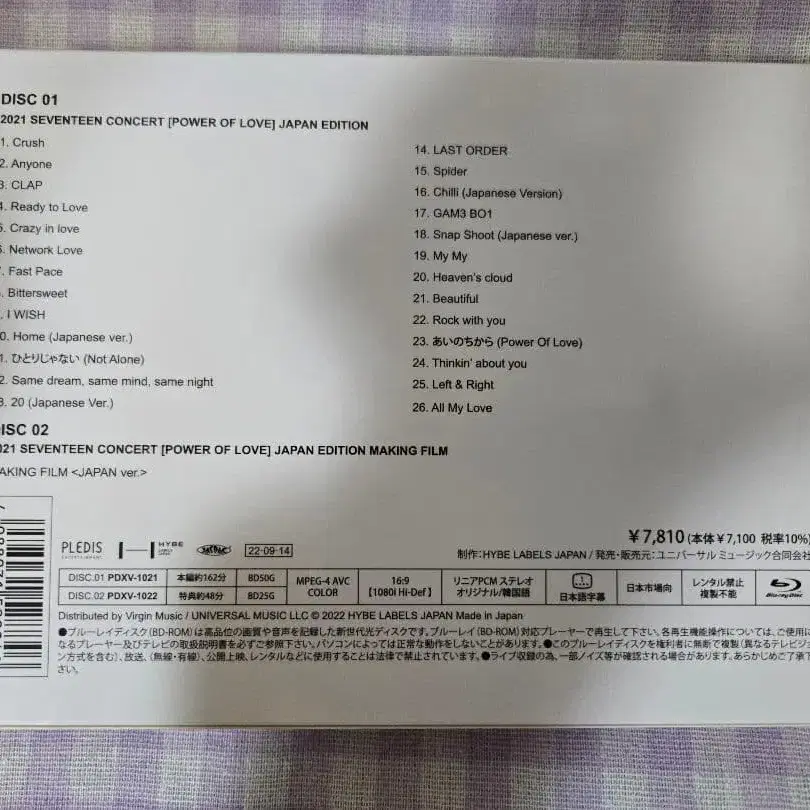 DISC 01
2021 SEVENTEEN CONCERT [POWER OF LOVE] JAPAN EDITION
1. Crush
2. Anyone
3. CLAP
4. Ready to Love
5. Crazy in love
6. Network Love
7. Fast Pace
. Bittersweet
. I WISH
0. Home (Japanese ver.)
1. ひとりじゃない (Not Alone)
2. Same dream, same mind, same night
3. 20 (Japanese Ver.)
14. LAST ORDER
15. Spider
16. Chilli (Japanese Version)
17. GAM3 BO1
18. Snap Shoot (Japanese ver.)
19. My My
20. Heaven's cloud
21. Beautiful
22. Rock with you
23. あいのちから (Power Of Love)
24. Thinkin' about you
25. Left & Right
26. All My Love
ISC 02
021 SEVENTEEN CONCERT [POWER OF LOVE] JAPAN EDITION MAKING FILM
AKING FILM <JAPAN ver.>
¥7,810 (本体¥7,100 税率10%)
PLEDIS ENTERTAINMENT HYBE LABELS JAPAN JASRAC 22・09・14
制作:HYBE LABELS JAPAN / 発売・販売元:ユニバーサル ミュージック合同会社
DISC.01 PDXV-1021 本編約162分 BD50G
DISC.02 PDXV-1022 特典約48分 BD25G
MPEG-4 AVC COLOR
16:9 【1080i Hi-Def】
リニアPCM ステレオ オリジナル/韓国語
1 日本語字幕
日本市場向
レンタル禁止 複製不能
Blu-ray Disc
Distributed by Virgin Music / UNIVERSAL MUSIC LLC © 2022 HYBE LABELS JAPAN Made in Japan
●ブルーレイディスク(BD-ROM)は高品位の画質や音声を記録した新世代光ディスクです。ブルーレイ(BD-ROM)対応プレーヤーで再生して下さい。各再生機能操作については、ご使用に
なるプレーヤー及びテレビの取扱説明書を必ずご参照下さい。パソコンによっては正常な動作をしないことがあります。●このブルーレイディスクを権利者に無断で複製(異なるテレビジョ
ン方式を含む)、放送、(無線・有線)、公開上映、レンタルなどに使用することは法律で禁止されています。●ライブ収録の為、一部ノイズ等が確認される場合があります。あらかじめご了承下
さい。